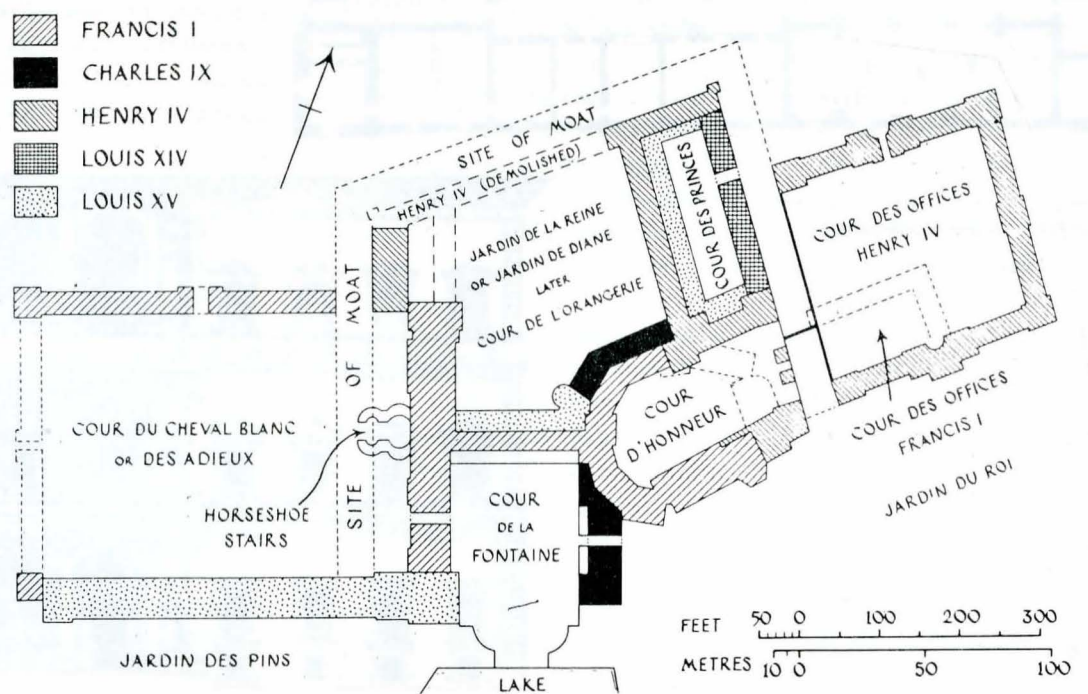 FRANCIS I
CHARLES IX
HENRY IV
LOUIS XIV
LOUIS XV
SITE OF MOAT
HENRY IV (DEMOLISHED)
JARDIN DE LA REINE
OR JARDIN DE DIANE
LATER
COUR DE L'ORANGERIE
COUR DES PRINCES
COUR DES OFFICES
HENRY IV
SITE OF MOAT
COUR DU CHEVAL BLANC
OR DES ADIEUX
HORSESHOE
STAIRS
COUR
D'HONNEUR
COUR DES OFFICES
FRANCIS I
JARDIN DU ROI
COUR
DE LA
FONTAINE
JARDIN DES PINS
LAKE
FEET 50 0 100 200 300
METRES 10 0 50 100